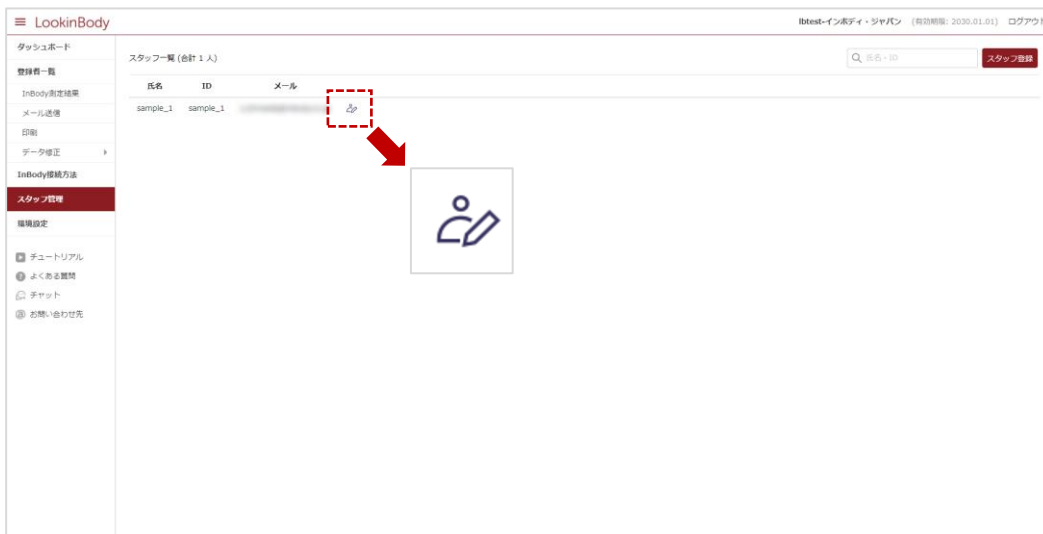 LookinBody
lbtest-インボディ・ジャパン (有効期限: 2030.01.01) ログアウト
ダッシュボード
登録者一覧
InBody測定結果
メール送信
印刷
データ修正
InBody接続方法
スタッフ管理
環境設定
チュートリアル
よくある質問
チャット
お問い合わせ先
スタッフ一覧 (合計 1 人)
氏名・ID
スタッフ登録
氏名 ID メール
sample_1 sample_1